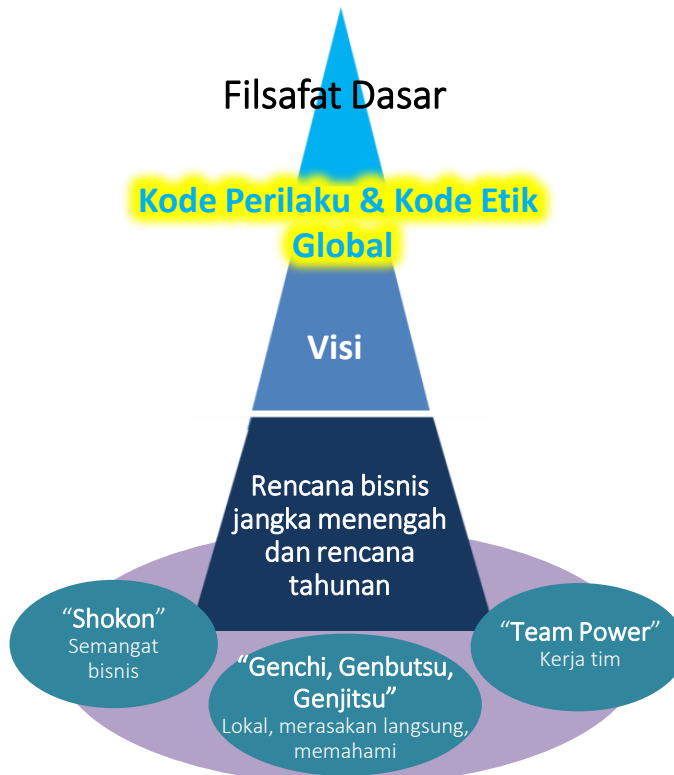 Filsafat Dasar
Kode Perilaku & Kode Etik
Global
Visi
Rencana bisnis
jangka menengah
dan rencana
tahunan
“Shokon”
Semangat
bisnis
“Genchi, Genbutsu,
Genjitsu”
Lokal, merasakan langsung,
memahami
“Team Power”
Kerja tim